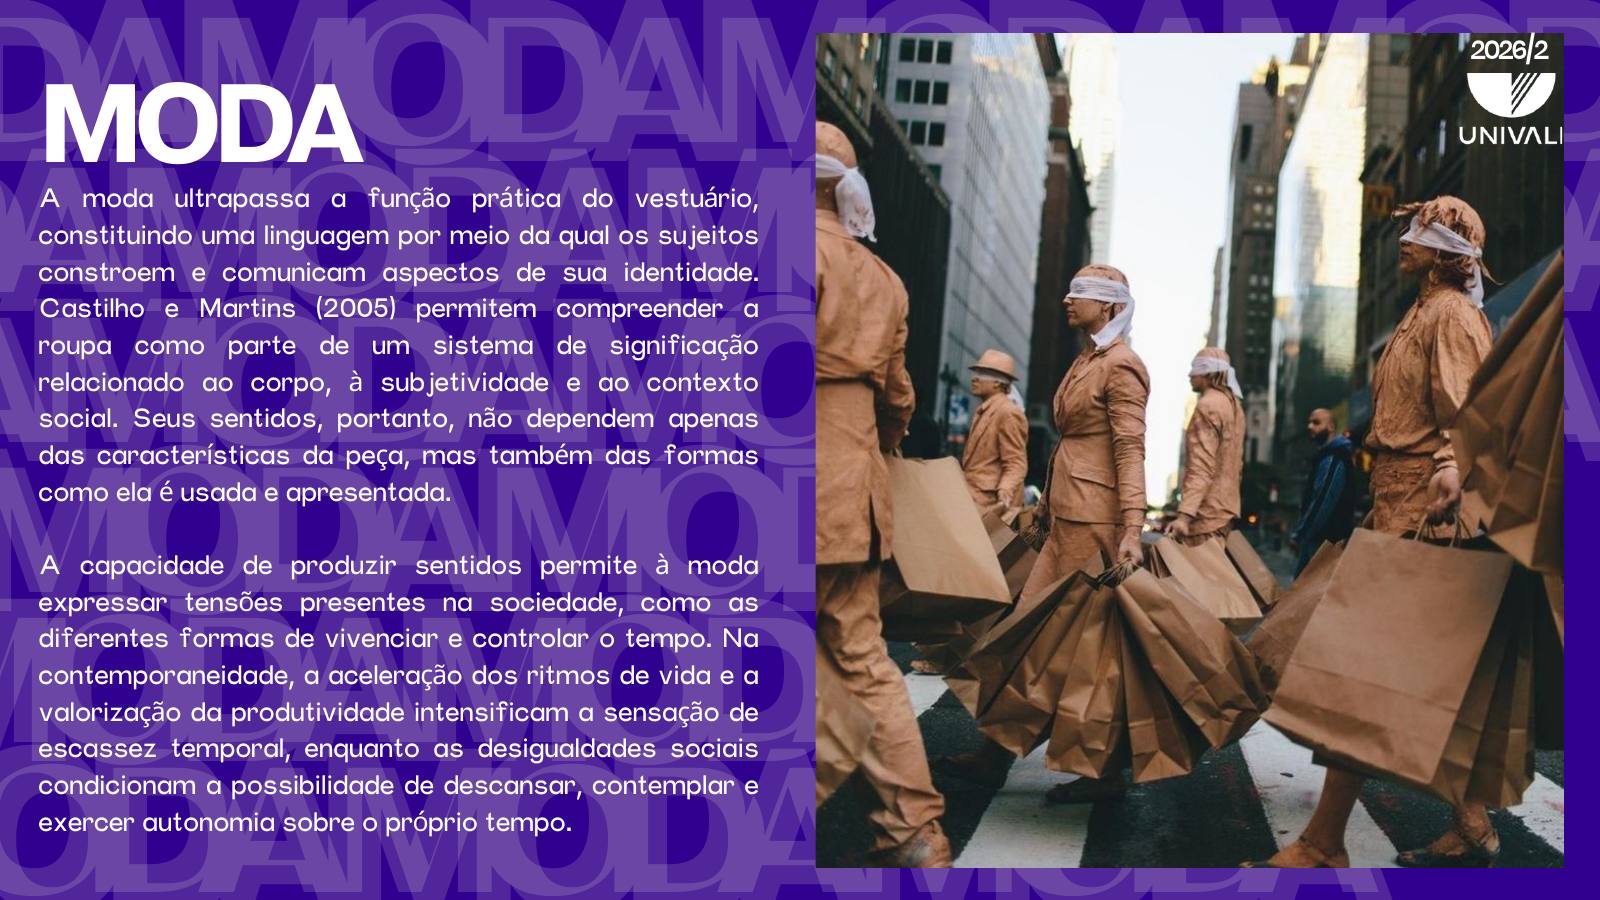 MODA
A moda ultrapassa a função prática do vestuário,
constituindo uma linguagem por meio da qual os sujeitos
constroem e comunicam aspectos de sua identidade.
Castilho e Martins (2005) permitem compreender a
roupa como parte de um sistema de significação
relacionado ao corpo, à subjetividade e ao contexto
social. Seus sentidos, portanto, não dependem apenas
das características da peça, mas também das formas
como ela é usada e apresentada.
A capacidade de produzir sentidos permite à moda
expressar tensões presentes na sociedade, como as
diferentes formas de vivenciar e controlar o tempo. Na
contemporaneidade, a aceleração dos ritmos de vida e a
valorização da produtividade intensificam a sensação de
escassez temporal, enquanto as desigualdades sociais
condicionam a possibilidade de descansar, contemplar e
exercer autonomia sobre o próprio tempo.
2026/2
UNIVALI